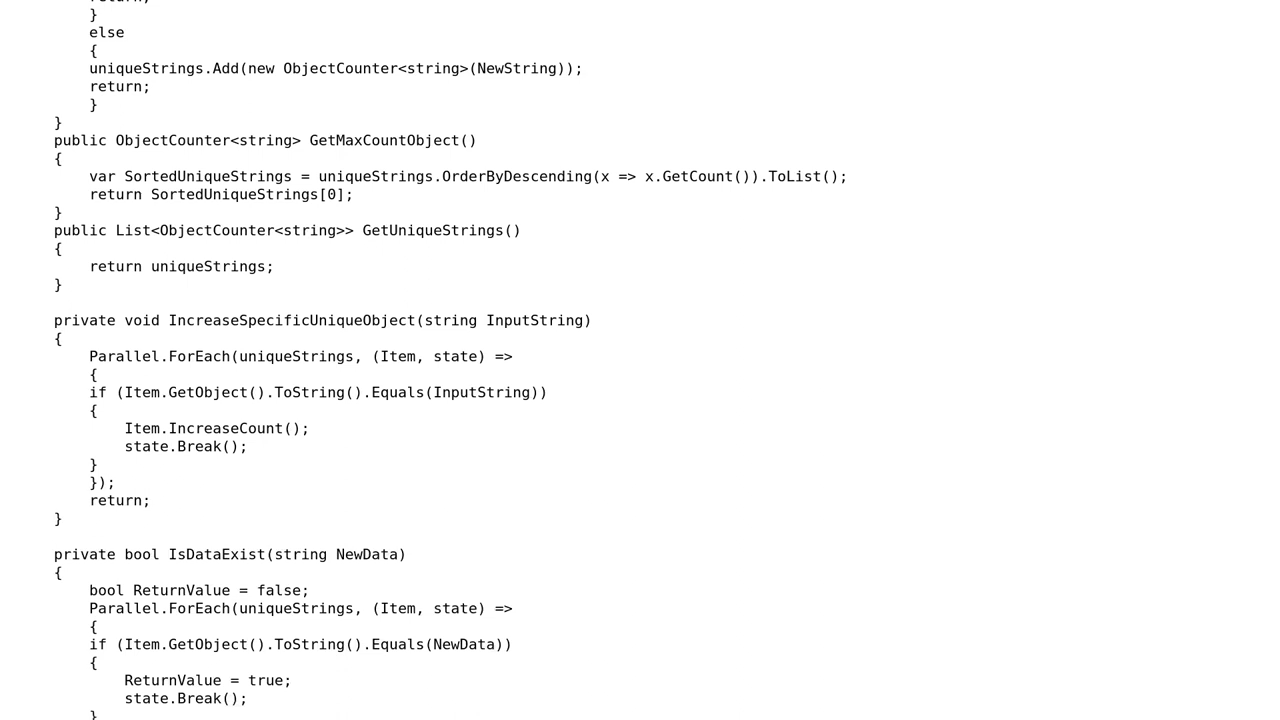 return;
}
else
{
uniqueStrings.Add(new ObjectCounter<string>(NewString));
return;
}
}
public ObjectCounter<string> GetMaxCountObject()
{
var SortedUniqueStrings = uniqueStrings.OrderByDescending(x => x.GetCount()).ToList();
return SortedUniqueStrings[0];
}
public List<ObjectCounter<string>> GetUniqueStrings()
{
return uniqueStrings;
}
private void IncreaseSpecificUniqueObject(string InputString)
{
Parallel.ForEach(uniqueStrings, (Item, state) =>
{
if (Item.GetObject().ToString().Equals(InputString))
{
Item.IncreaseCount();
state.Break();
}
});
return;
}
private bool IsDataExist(string NewData)
{
bool ReturnValue = false;
Parallel.ForEach(uniqueStrings, (Item, state) =>
{
if (Item.GetObject().ToString().Equals(NewData))
{
ReturnValue = true;
state.Break();
}